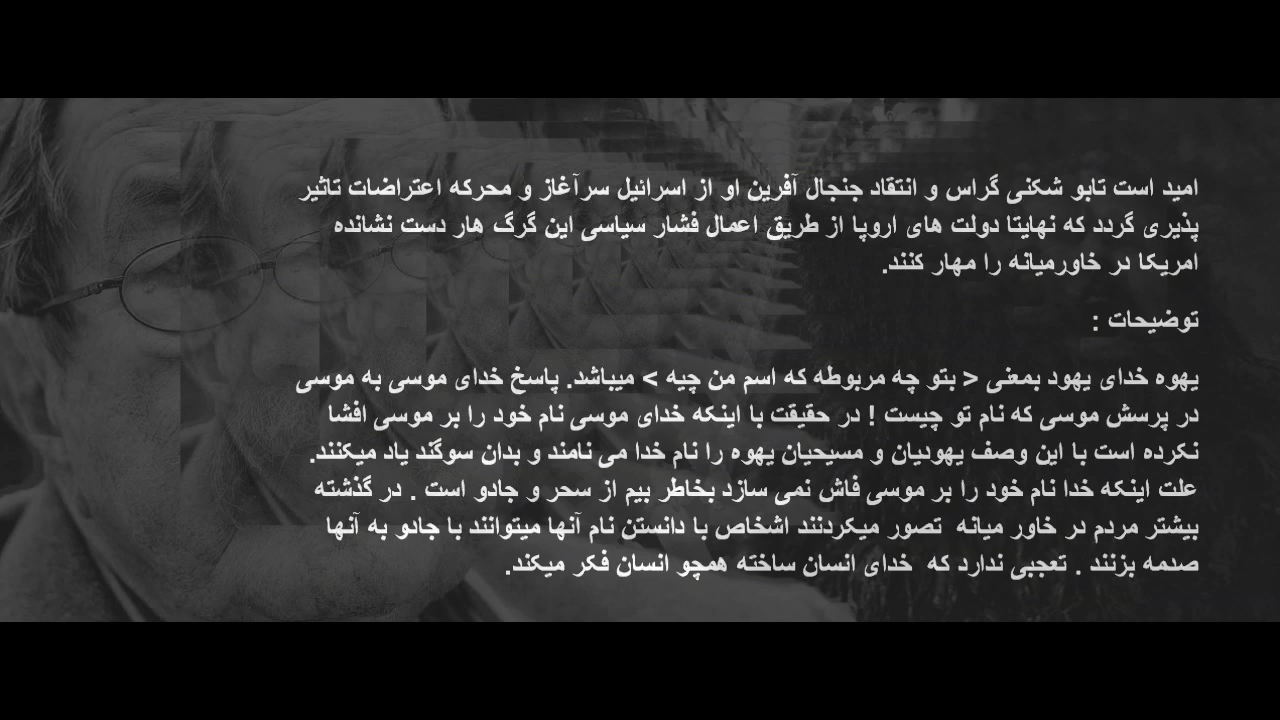 امید است تابو شکنی گراس و انتقاد جنجال آفرین او از اسرائیل سرآغاز و محرکه اعتراضات تاثیر
پذیری گردد که نهایتا دولت های اروپا از طریق اعمال فشار سیاسی این گرگ هار دست نشانده
امریکا در خاورمیانه را مهار کنند.
توضیحات :
یهوه خدای یهود بمعنی < بتو چه مربوطه که اسم من چیه > میباشد. پاسخ خدای موسی به موسی
در پرسش موسی که نام تو چیست ! در حقیقت با اینکه خدای موسی نام خود را بر موسی افشا
نکرده است با این وصف یهودیان و مسیحیان یهوه را نام خدا می نامند و بدان سوگند یاد میکنند.
علت اینکه خدا نام خود را بر موسی فاش نمی سازد بخاطر بیم از سحر و جادو است . در گذشته
بیشتر مردم در خاور میانه تصور میکردنند اشخاص با دانستن نام آنها میتوانند با جادو به آنها
صدمه بزنند . تعجبی ندارد که خدای انسان ساخته همچو انسان فکر میکند.